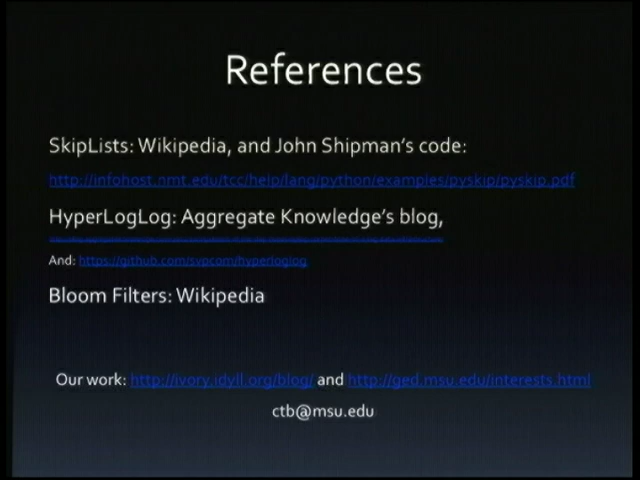 References
SkipLists: Wikipedia, and John Shipman's code:
http://infohost.nmt.edu/tcc/help/lang/python/examples/pyskip/pyskip.pdf
HyperLogLog: Aggregate Knowledge's blog,
And: https://github.com/svpcom/hyperloglog
Bloom Filters: Wikipedia
Our work: http://ivory.idyll.org/blog/ and http://ged.msu.edu/interests.html
ctb@msu.edu